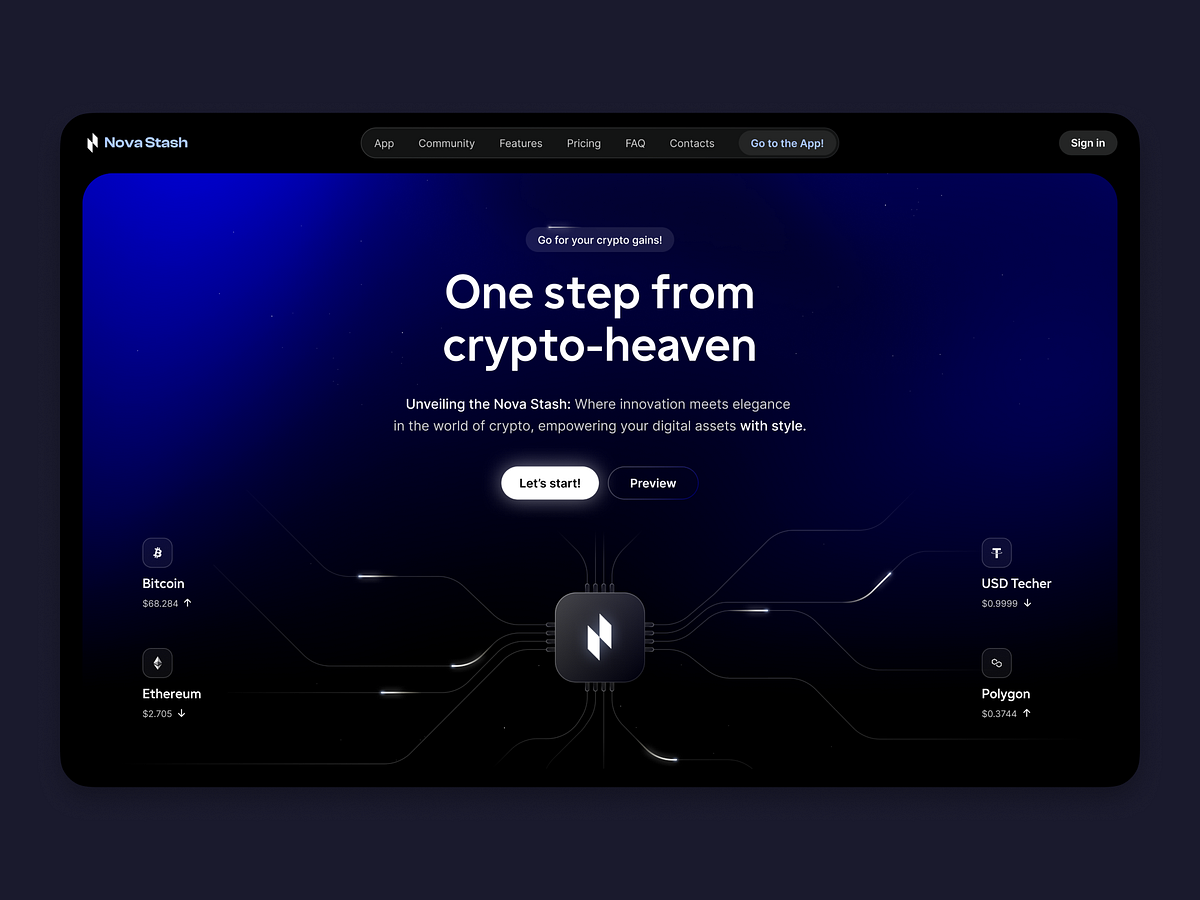 Nova Stash
App Community Features Pricing FAQ Contacts Go to the App!
Sign in
Go for your crypto gains!
One step from
crypto-heaven
Unveiling the Nova Stash: Where innovation meets elegance
in the world of crypto, empowering your digital assets with style.
Let's start! Preview
Bitcoin
$68.284
Ethereum
$2.705
USD Techer
$0.9999
Polygon
$0.3744